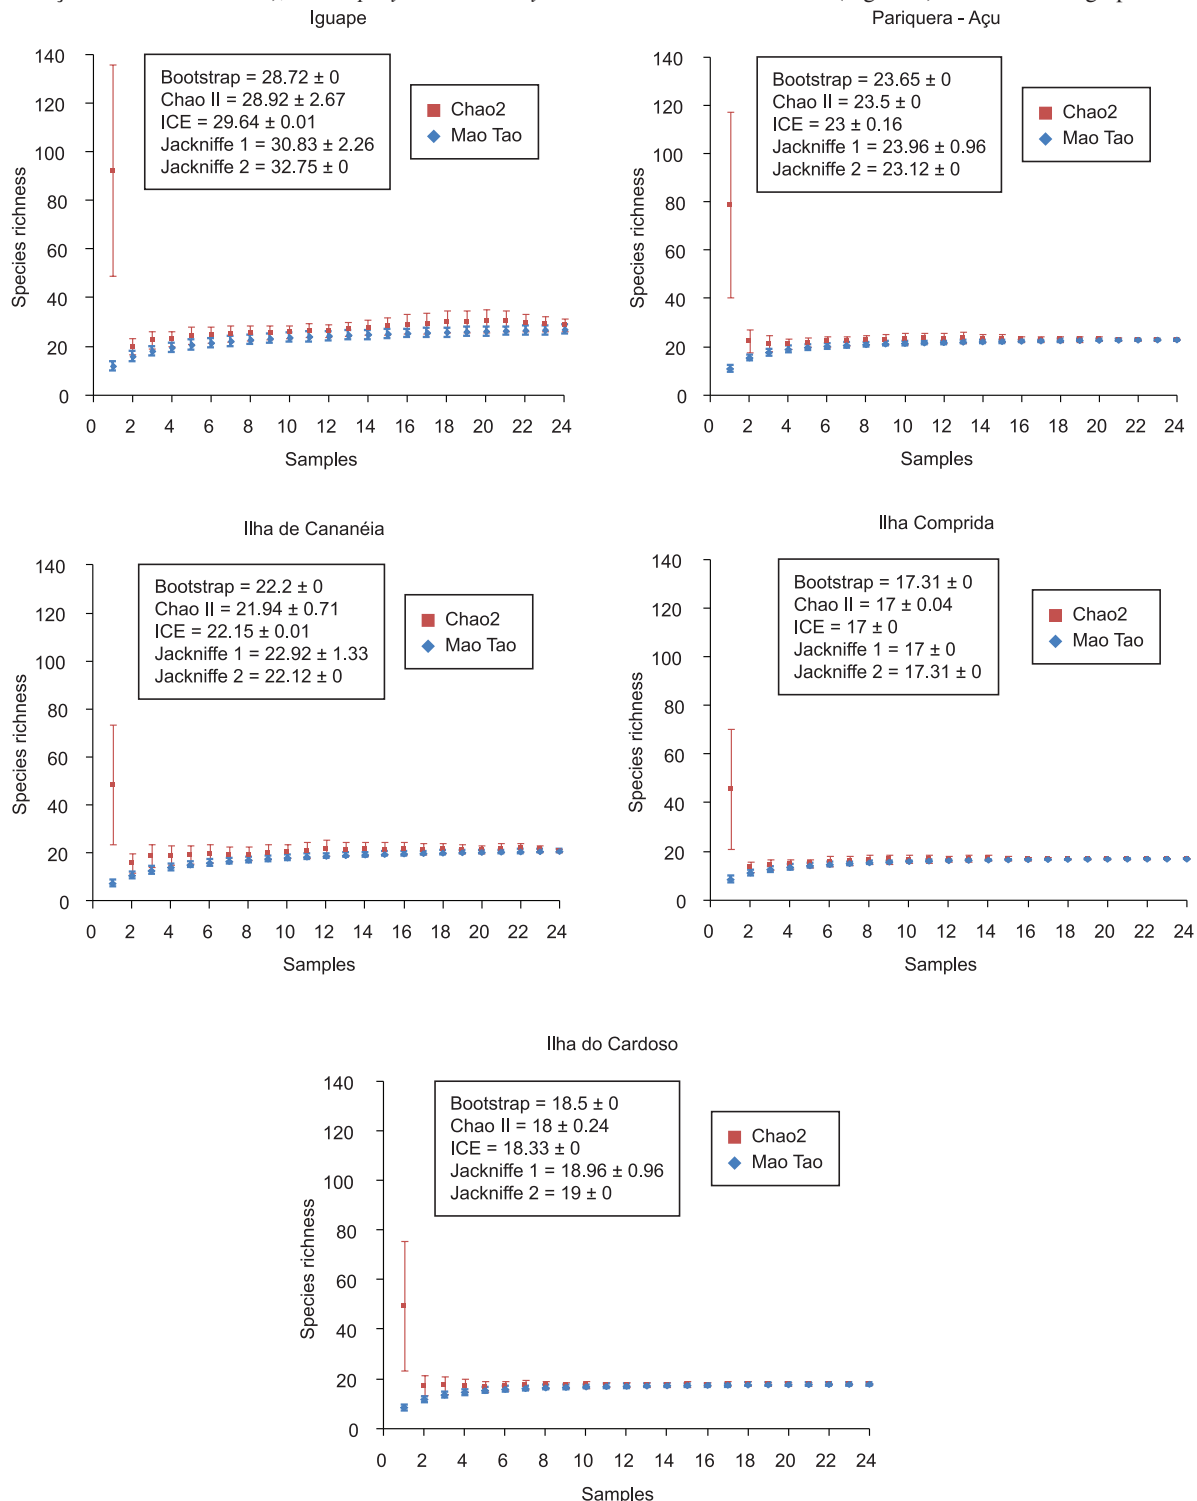 Iguape
Species richness
140
120
100
80
60
40
20
0
Bootstrap = 28.72 ± 0
Chao II = 28.92 ± 2.67
ICE = 29.64 ± 0.01
Jackniffe 1 = 30.83 ± 2.26
Jackniffe 2 = 32.75 ± 0
Chao2
Mao Tao
0 2 4 6 8 10 12 14 16 18 20 22 24
Samples
Pariquera - Açu
Species richness
140
120
100
80
60
40
20
0
Bootstrap = 23.65 ± 0
Chao II = 23.5 ± 0
ICE = 23 ± 0.16
Jackniffe 1 = 23.96 ± 0.96
Jackniffe 2 = 23.12 ± 0
Chao2
Mao Tao
0 2 4 6 8 10 12 14 16 18 20 22 24
Samples
Ilha de Cananéia
Species richness
140
120
100
80
60
40
20
0
Bootstrap = 22.2 ± 0
Chao II = 21.94 ± 0.71
ICE = 22.15 ± 0.01
Jackniffe 1 = 22.92 ± 1.33
Jackniffe 2 = 22.12 ± 0
Chao2
Mao Tao
0 2 4 6 8 10 12 14 16 18 20 22 24
Samples
Ilha Comprida
Species richness
140
120
100
80
60
40
20
0
Bootstrap = 17.31 ± 0
Chao II = 17 ± 0.04
ICE = 17 ± 0
Jackniffe 1 = 17 ± 0
Jackniffe 2 = 17.31 ± 0
Chao2
Mao Tao
0 2 4 6 8 10 12 14 16 18 20 22 24
Samples
Ilha do Cardoso
Species richness
140
120
100
80
60
40
20
0
Bootstrap = 18.5 ± 0
Chao II = 18 ± 0.24
ICE = 18.33 ± 0
Jackniffe 1 = 18.96 ± 0.96
Jackniffe 2 = 19 ± 0
Chao2
Mao Tao
0 2 4 6 8 10 12 14 16 18 20 22 24
Samples